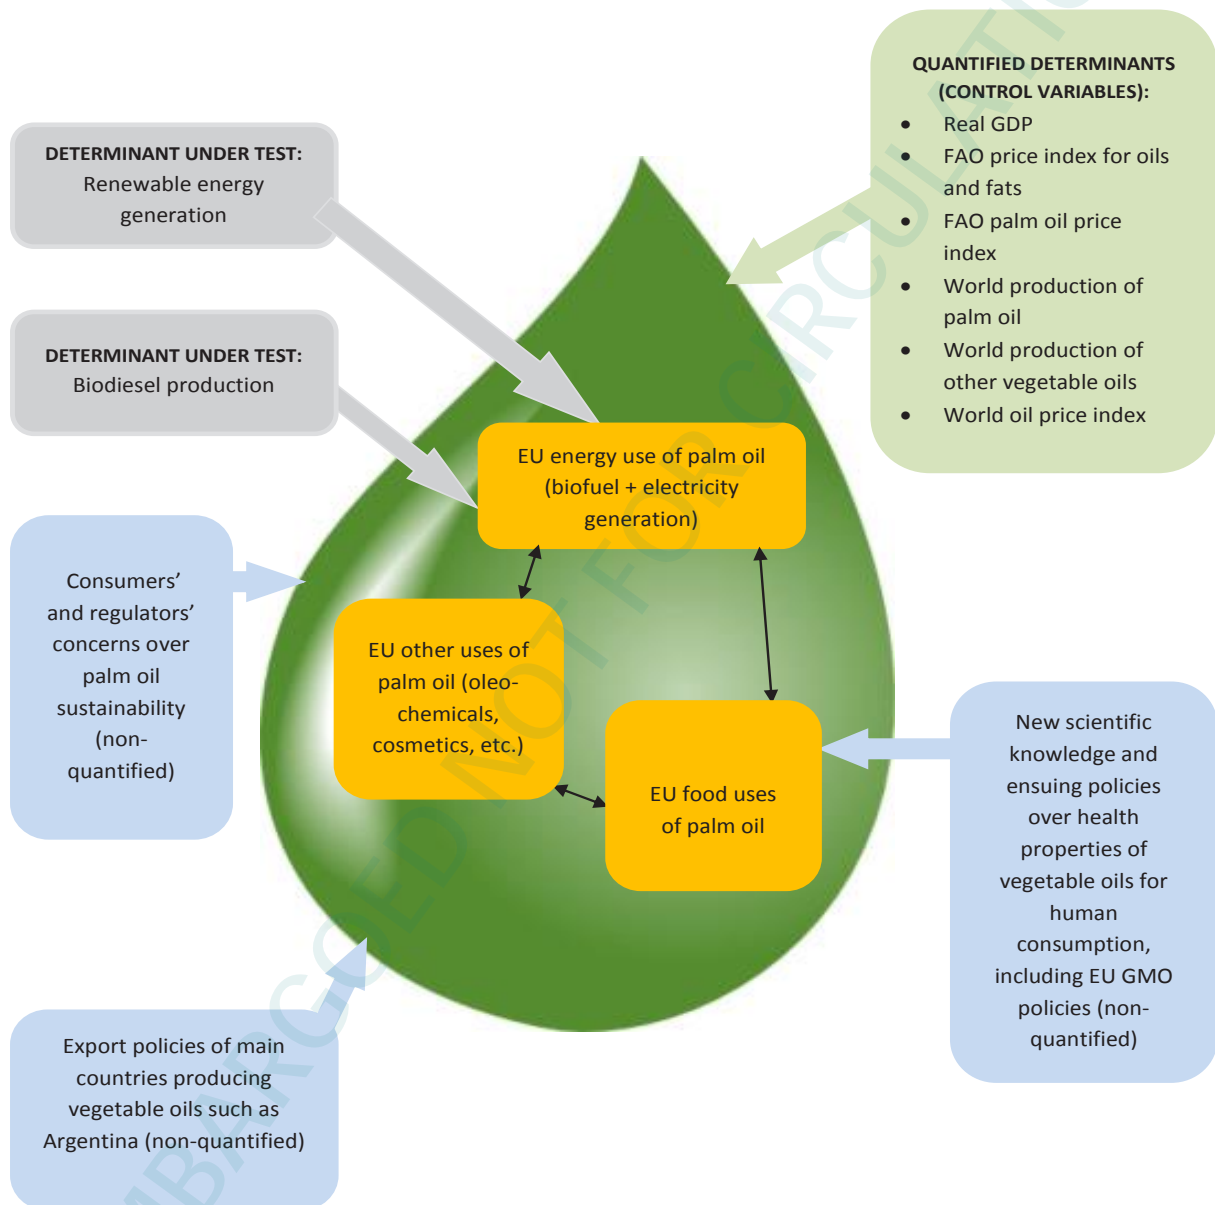 QUANTIFIED DETERMINANTS
(CONTROL VARIABLES):
• Real GDP
• FAO price index for oils
and fats
• FAO palm oil price
index
• World production of
palm oil
• World production of
other vegetable oils
• World oil price index
DETERMINANT UNDER TEST:
Renewable energy
generation
DETERMINANT UNDER TEST:
Biodiesel production
EU energy use of palm oil
(biofuel + electricity
generation)
Consumers’
and regulators’
concerns over
palm oil
sustainability
(non-
quantified)
EU other uses of
palm oil (oleo-
chemicals,
cosmetics, etc.)
EU food uses
of palm oil
New scientific
knowledge and
ensuing policies
over health
properties of
vegetable oils for
human
consumption,
including EU GMO
policies (non-
quantified)
Export policies of main
countries producing
vegetable oils such as
Argentina (non-quantified)
MBARGOED NOT FOR CIRCULATIO